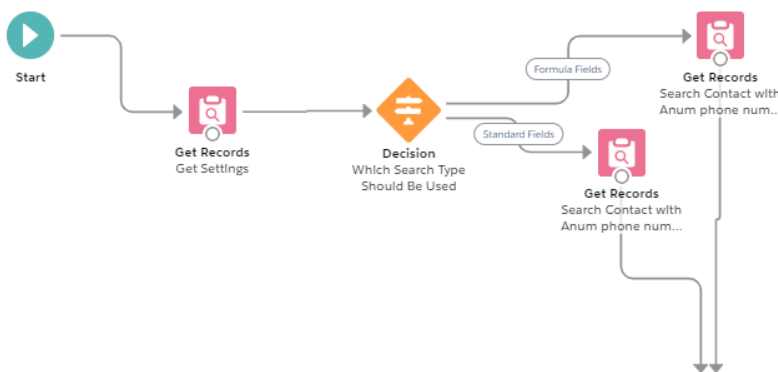 Start
Get Records
Get Settings
Decision
Which Search Type
Should Be Used
Formula Fields
Standard Fields
Get Records
Search Contact with
Anum phone num...
Get Records
Search Contact with
Anum phone num...